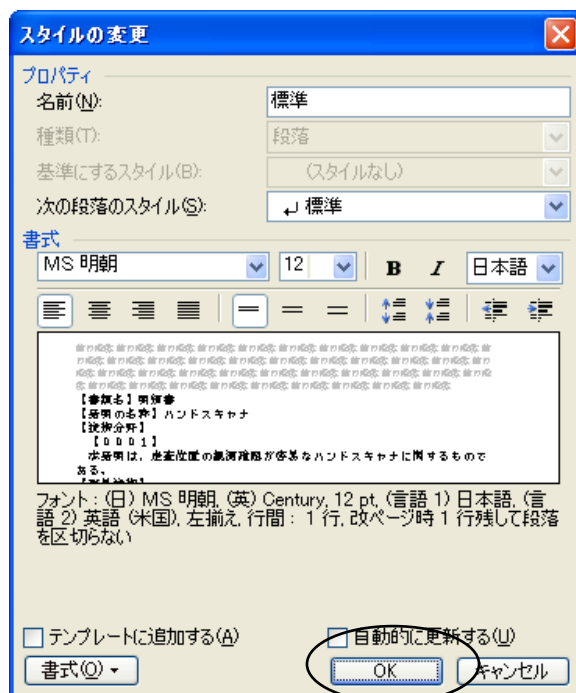 スタイルの変更
プロパティ
名前(N): 標準
種類(T): 段落
基準にするスタイル(B): (スタイルなし)
次の段落のスタイル(S): ↵ 標準
書式
MS 明朝 12 B I 日本語
【書類名】明細書
【発明の名称】ハンドスキャナ
【技術分野】
【０００１】
本発明は、走査位置の観測確認が容易なハンドスキャナに関するもので
ある。
フォント : (日) MS 明朝, (英) Century, 12 pt, (言語 1) 日本語, (言
語 2) 英語 (米国), 左揃え, 行間 : 1 行, 改ページ時 1 行残して段落
を区切らない
テンプレートに追加する(A) 自動的に更新する(U)
書式(O) OK キャンセル